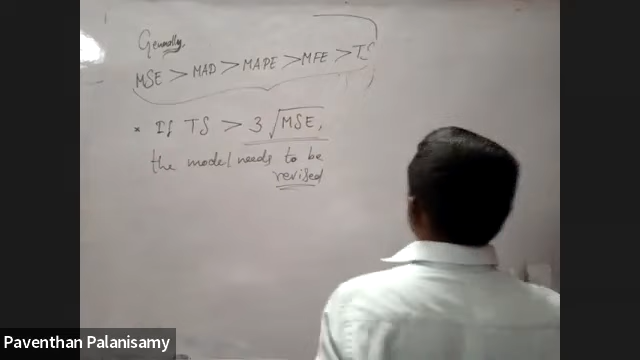 Generally,
MSE > MAD > MAPE > MFE > TS
* If TS > 3 √MSE,
the model needs to be
revised
Paventhan Palanisamy